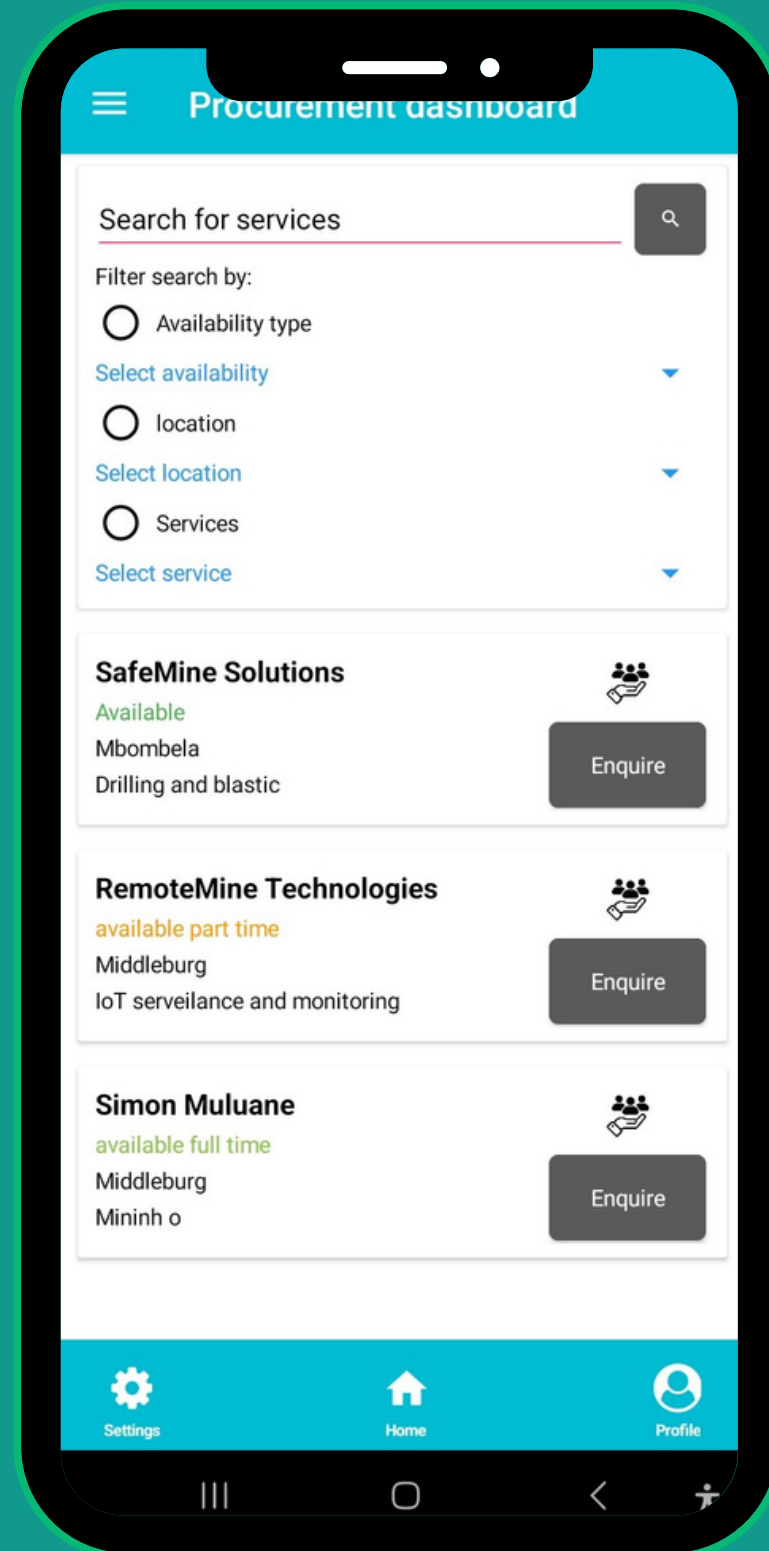 Procurement dashboard
Search for services
Filter search by:
Availability type
Select availability
location
Select location
Services
Select service
SafeMine Solutions
Available
Mbombela
Drilling and blastic
Enquire
RemoteMine Technologies
available part time
Middleburg
IoT serveilance and monitoring
Enquire
Simon Muluane
available full time
Middleburg
Mininh o
Enquire
Settings
Home
Profile